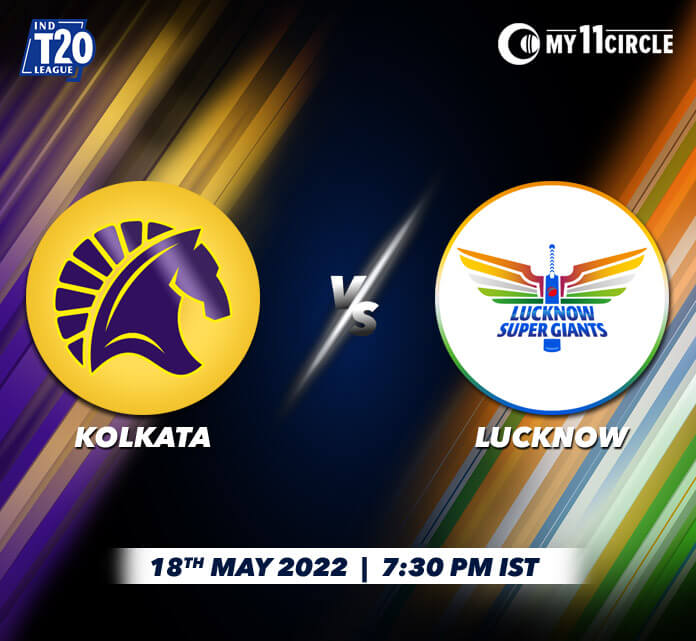 IND
T20
LEAGUE
MY11CIRCLE
VS
LUCKNOW
SUPER GIANTS
KOLKATA
LUCKNOW
18TH MAY 2022 | 7:30 PM IST